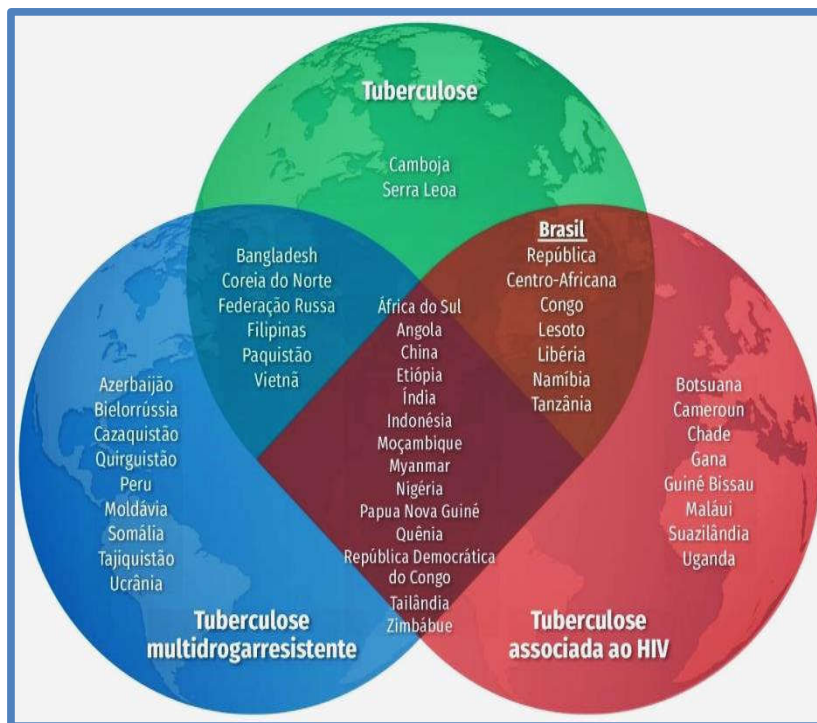 Tuberculose
Camboja
Serra Leoa
Bangladesh
Coreia do Norte
Federação Russa
Filipinas
Paquistão
Vietnã
Brasil
República
Centro-Africana
Congo
Lesoto
Libéria
Namíbia
Tanzânia
África do Sul
Angola
China
Etiópia
Índia
Indonésia
Moçambique
Myanmar
Nigéria
Papua Nova Guiné
Quênia
República Democrática
do Congo
Tailândia
Zimbábue
Azerbaijão
Bielorrússia
Cazaquistão
Quirguistão
Peru
Moldávia
Somália
Tajiquistão
Ucrânia
Botsuana
Cameroun
Chade
Gana
Guiné Bissau
Maláui
Suazilândia
Uganda
Tuberculose
multidrogarresistente
Tuberculose
associada ao HIV